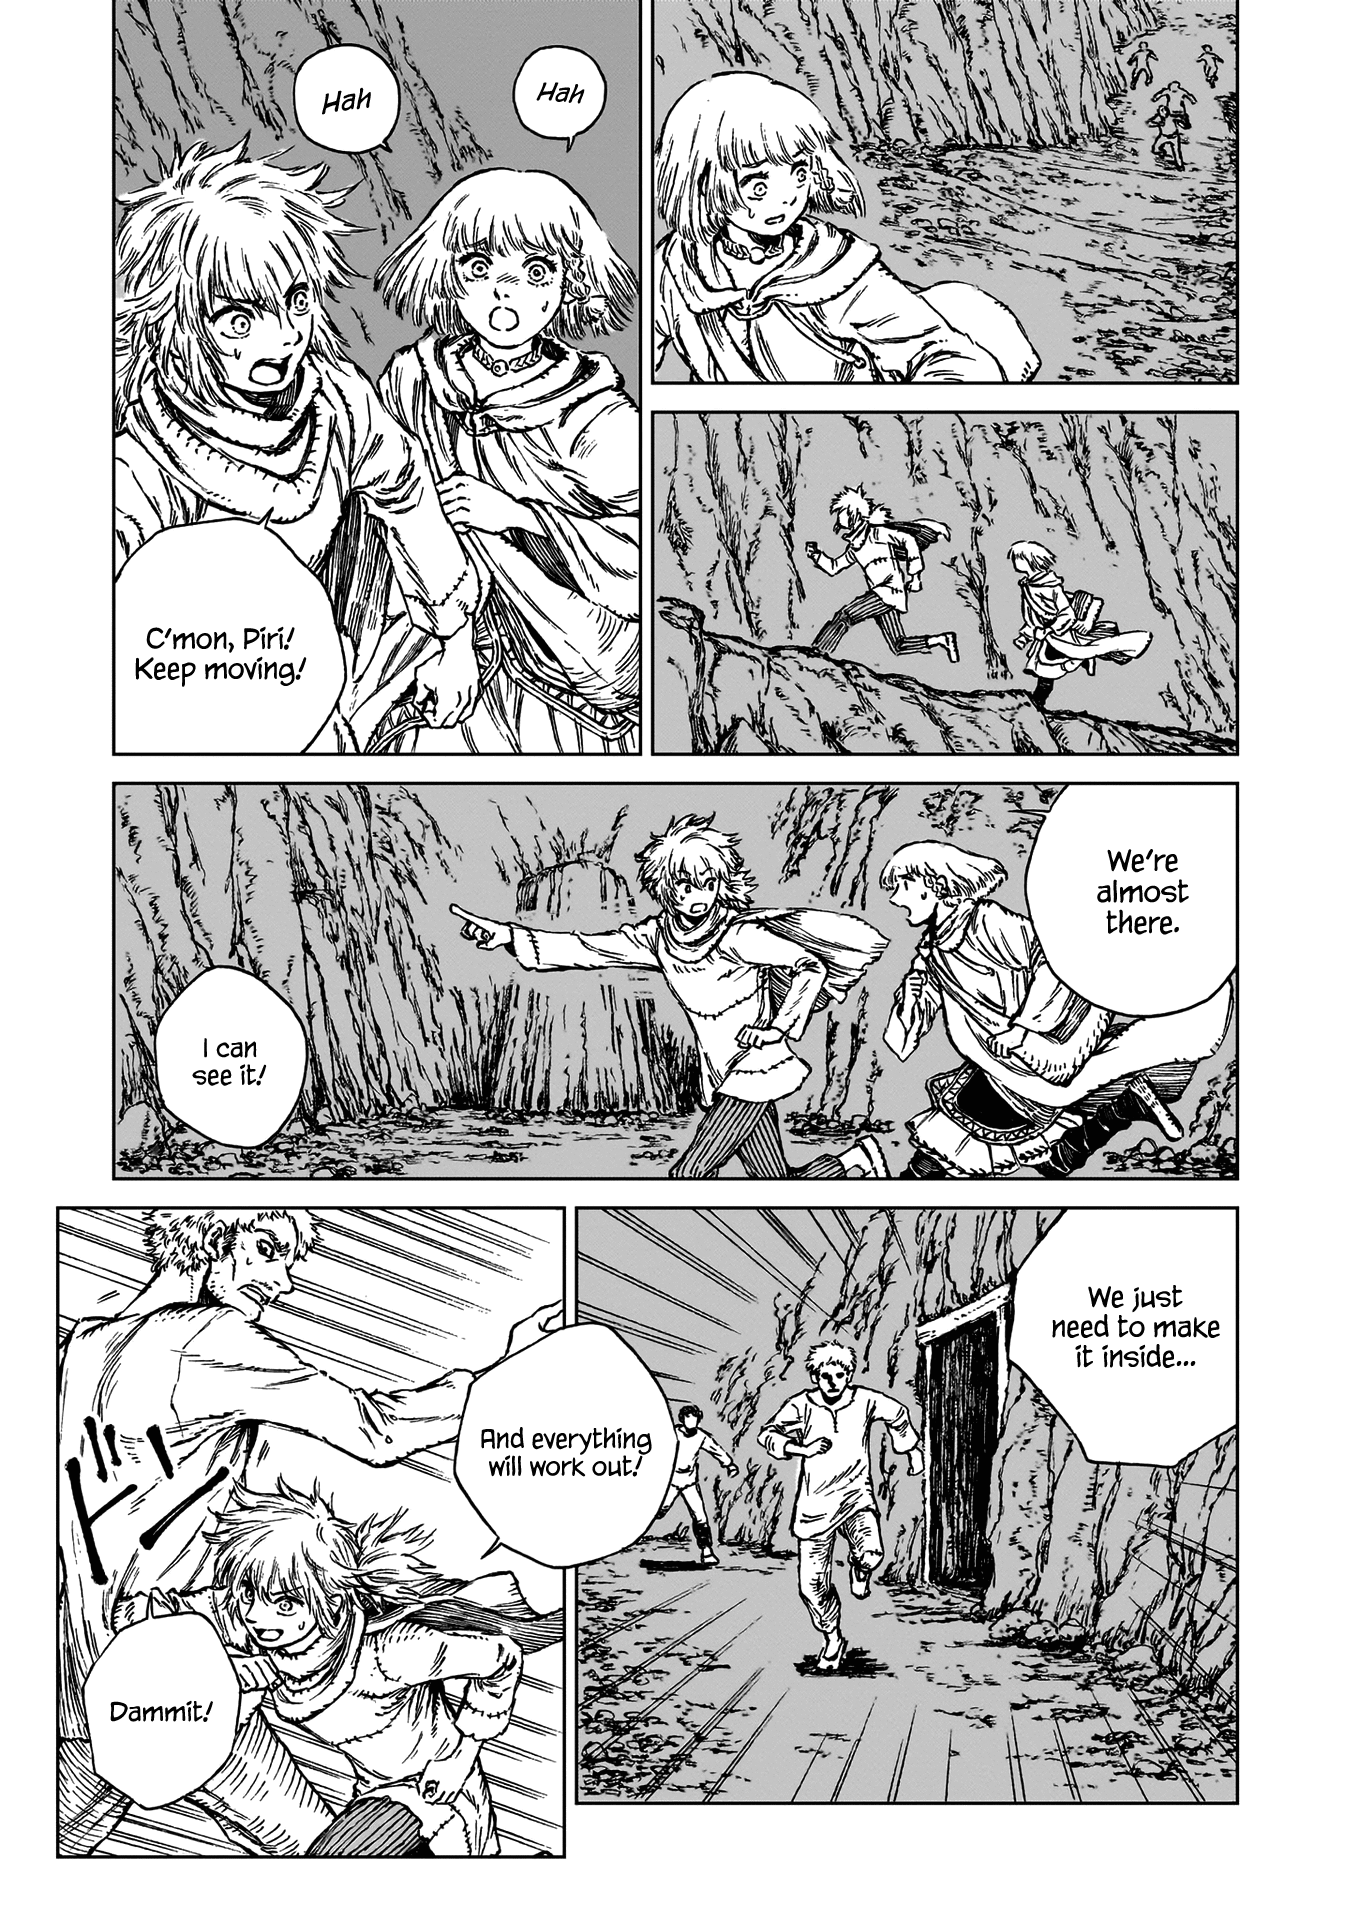 Hah
Hah
C'mon, Piri!
Keep moving!
We're
almost
there.
I can
see it!
We just
need to make
it inside...
And everything
will work out!
ドンッ
Dammit!